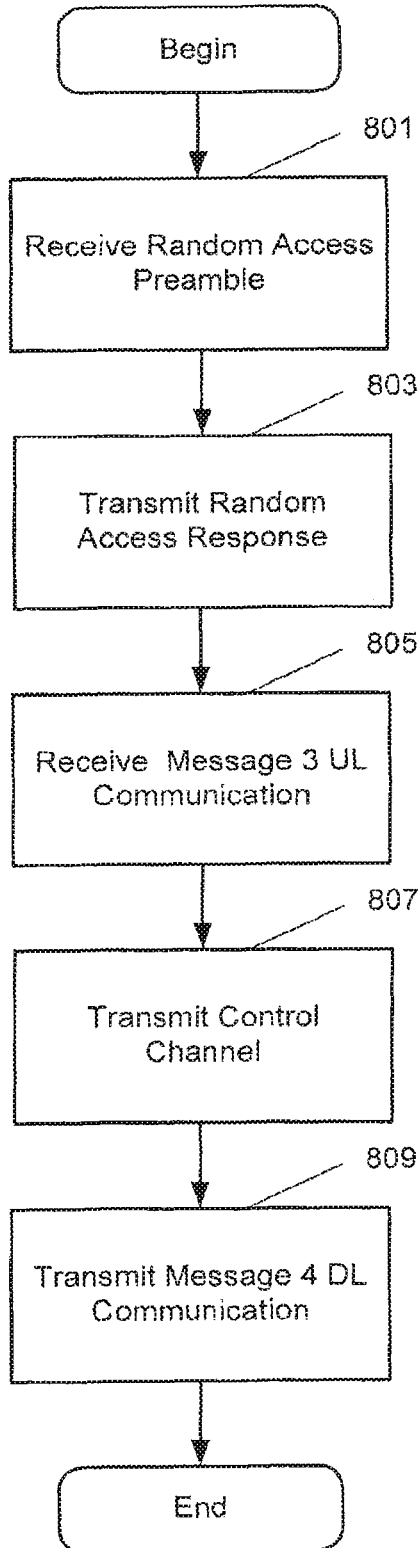 Begin
801
Receive Random Access
Preamble
803
Transmit Random
Access Response
805
Receive Message 3 UL
Communication
807
Transmit Control
Channel
809
Transmit Message 4 DL
Communication
End